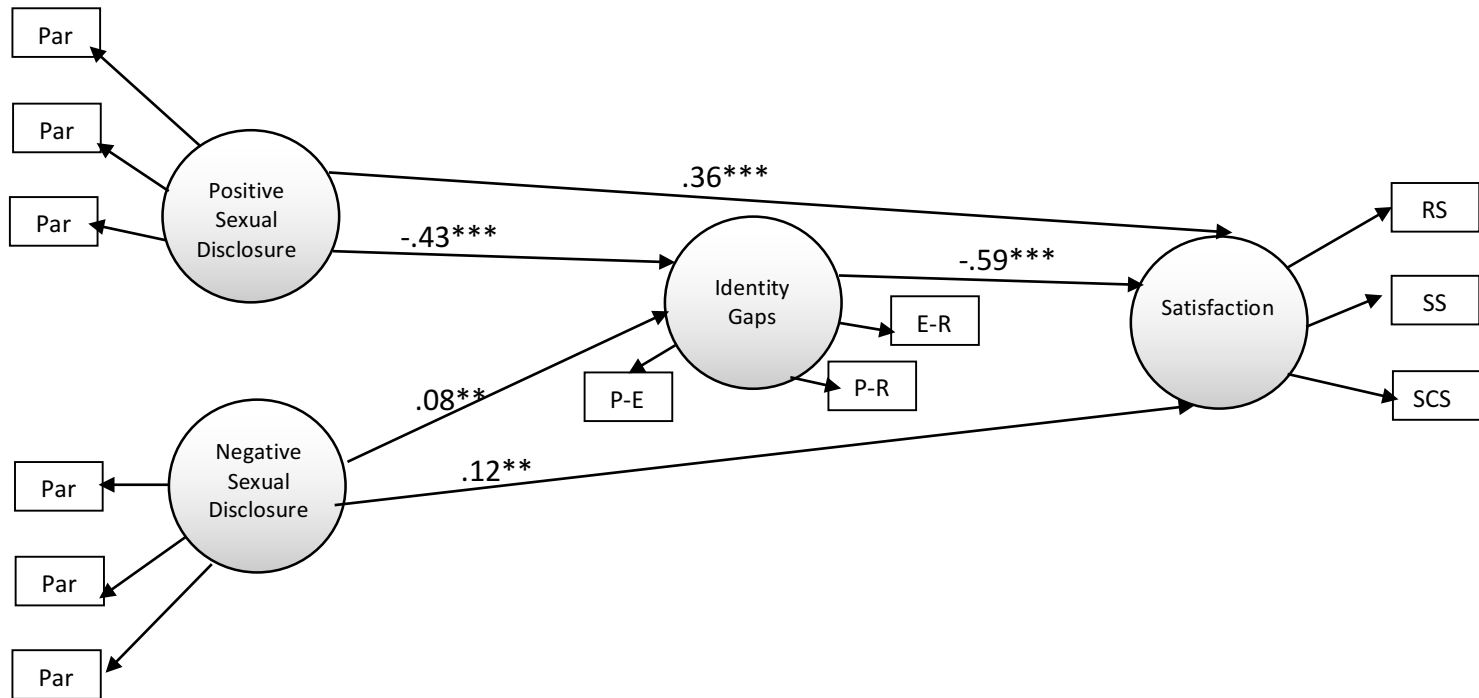 Par
Par
Par
Positive
Sexual
Disclosure
.36***
-.43***
Identity
Gaps
-.59***
Satisfaction
RS
SS
SCS
E-R
P-R
P-E
.08**
.12**
Negative
Sexual
Disclosure
Par
Par
Par